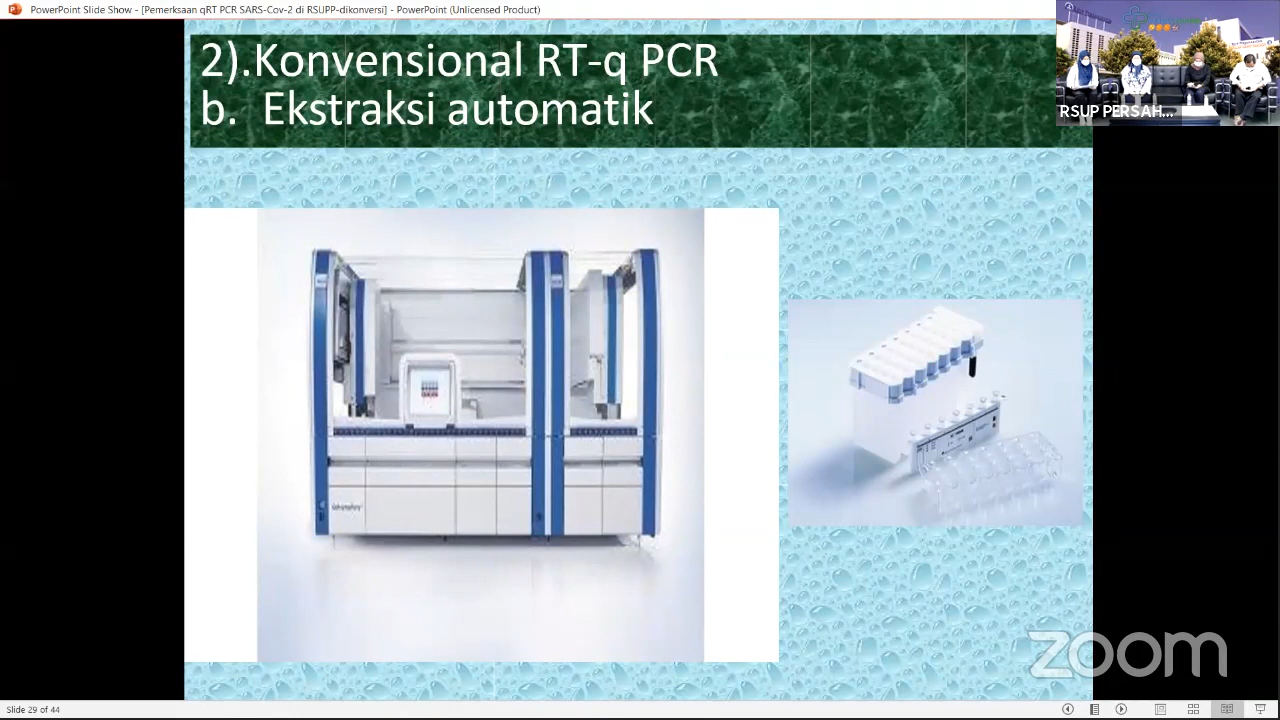 PowerPoint Slide Show - [Pemerksaan qRT PCR SARS-Cov-2 di RSUPP-dikonversi] - PowerPoint (Unlicensed Product)
2).Konvensional RT-q PCR
b. Ekstraksi automatik
RSUP PERSAH...
zoom
Slide 29 of 44